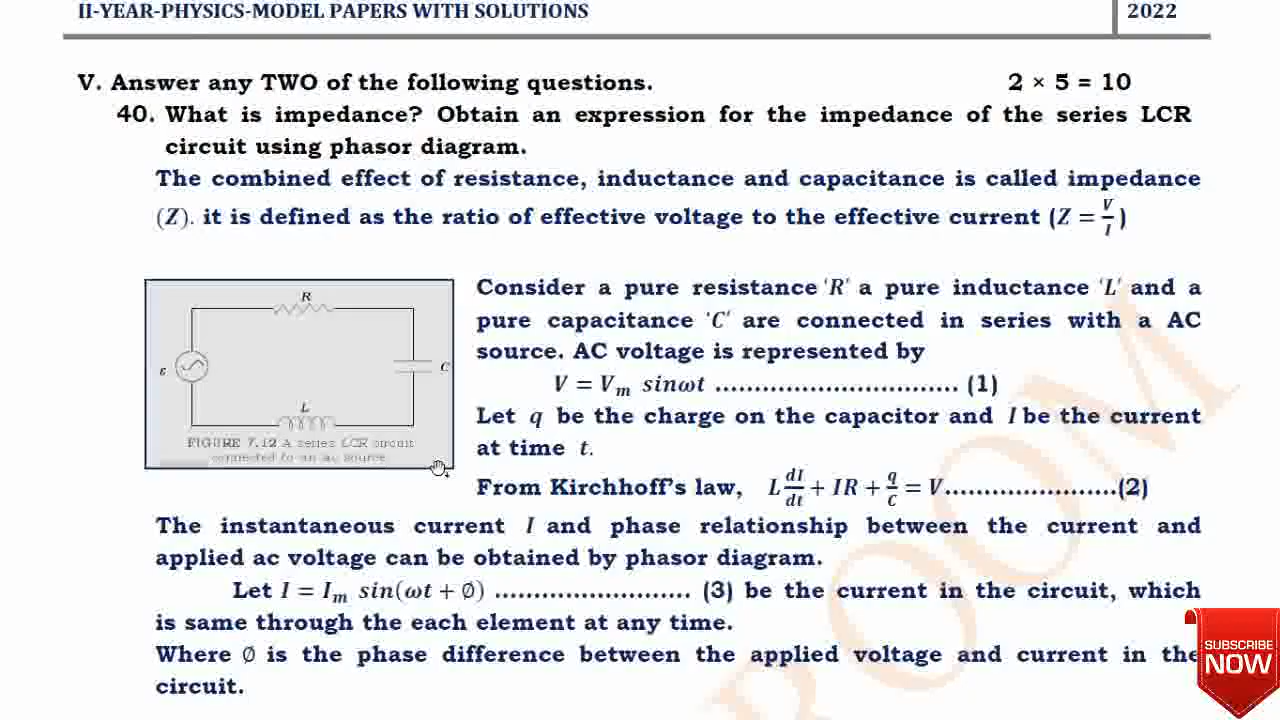 II-YEAR-PHYSICS-MODEL PAPERS WITH SOLUTIONS 2022
V. Answer any TWO of the following questions. 2 × 5 = 10
40. What is impedance? Obtain an expression for the impedance of the series LCR
circuit using phasor diagram.
The combined effect of resistance, inductance and capacitance is called impedance
(Z). it is defined as the ratio of effective voltage to the effective current (Z = V/I)
R
ε
C
L
FIGURE 7.12 A series LCR circuit
connected to an ac source
Consider a pure resistance 'R' a pure inductance 'L' and a
pure capacitance 'C' are connected in series with a AC
source. AC voltage is represented by
V = Vm sinωt ................................ (1)
Let q be the charge on the capacitor and I be the current
at time t.
From Kirchhoff's law, L dI/dt + IR + q/C = V.......................(2)
The instantaneous current I and phase relationship between the current and
applied ac voltage can be obtained by phasor diagram.
Let I = Im sin(ωt + ∅) .......................... (3) be the current in the circuit, which
is same through the each element at any time.
Where ∅ is the phase difference between the applied voltage and current in the
circuit.
SUBSCRIBE
NOW